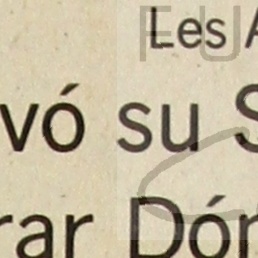 Les A
vó su S
rar Dón